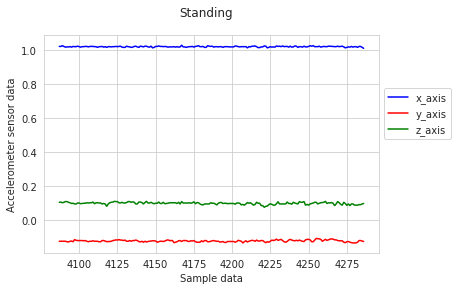 Standing
Accelerometer sensor data
1.0
0.8
0.6
0.4
0.2
0.0
4100 4125 4150 4175 4200 4225 4250 4275
Sample data
x_axis
y_axis
z_axis